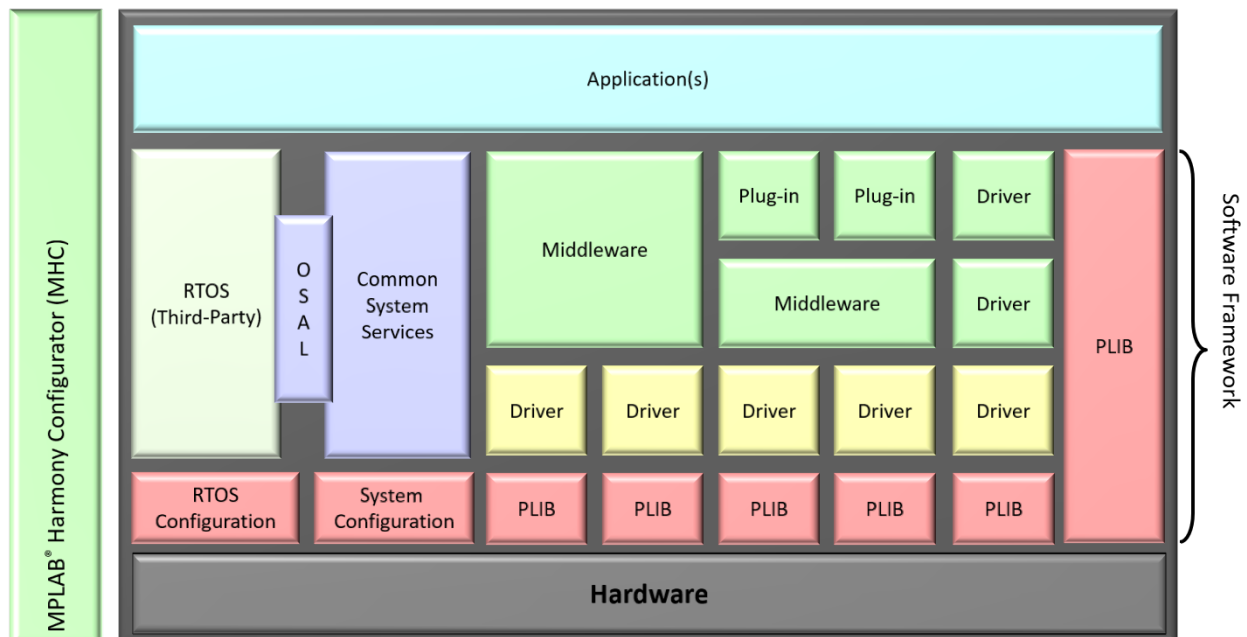 MPLAB® Harmony Configurator (MHC)
Application(s)
RTOS
(Third-Party)
O
S
A
L
Common
System
Services
Middleware
Plug-in
Plug-in
Driver
Middleware
Driver
PLIB
Driver
Driver
Driver
Driver
Driver
RTOS
Configuration
System
Configuration
PLIB
PLIB
PLIB
PLIB
PLIB
Hardware
Software Framework